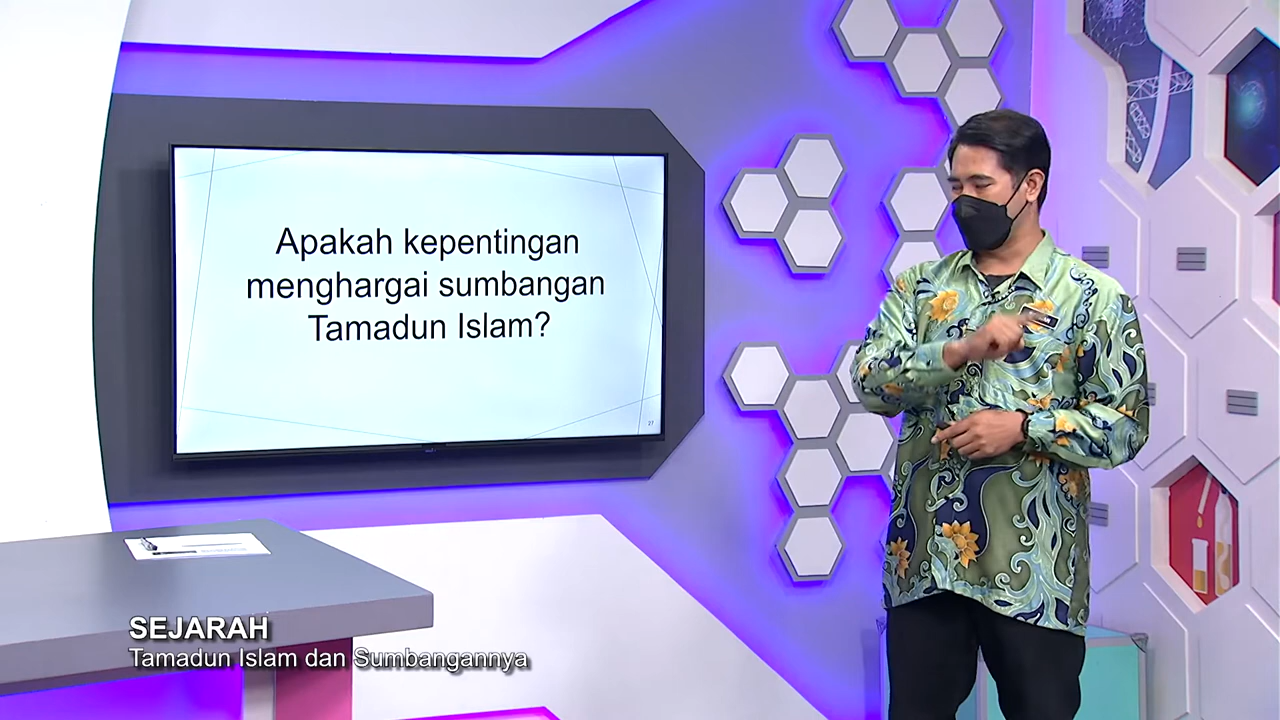 Apakah kepentingan
menghargai sumbangan
Tamadun Islam?
27
SEJARAH
Tamadun Islam dan Sumbangannya